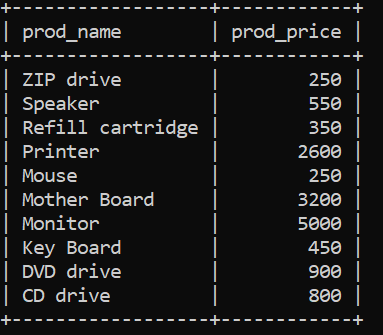 +-------------------+------------+
| prod_name         | prod_price |
+-------------------+------------+
| ZIP drive         |        250 |
| Speaker           |        550 |
| Refill cartridge  |        350 |
| Printer           |       2600 |
| Mouse             |        250 |
| Mother Board      |       3200 |
| Monitor           |       5000 |
| Key Board         |        450 |
| DVD drive         |        900 |
| CD drive          |        800 |
+-------------------+------------+